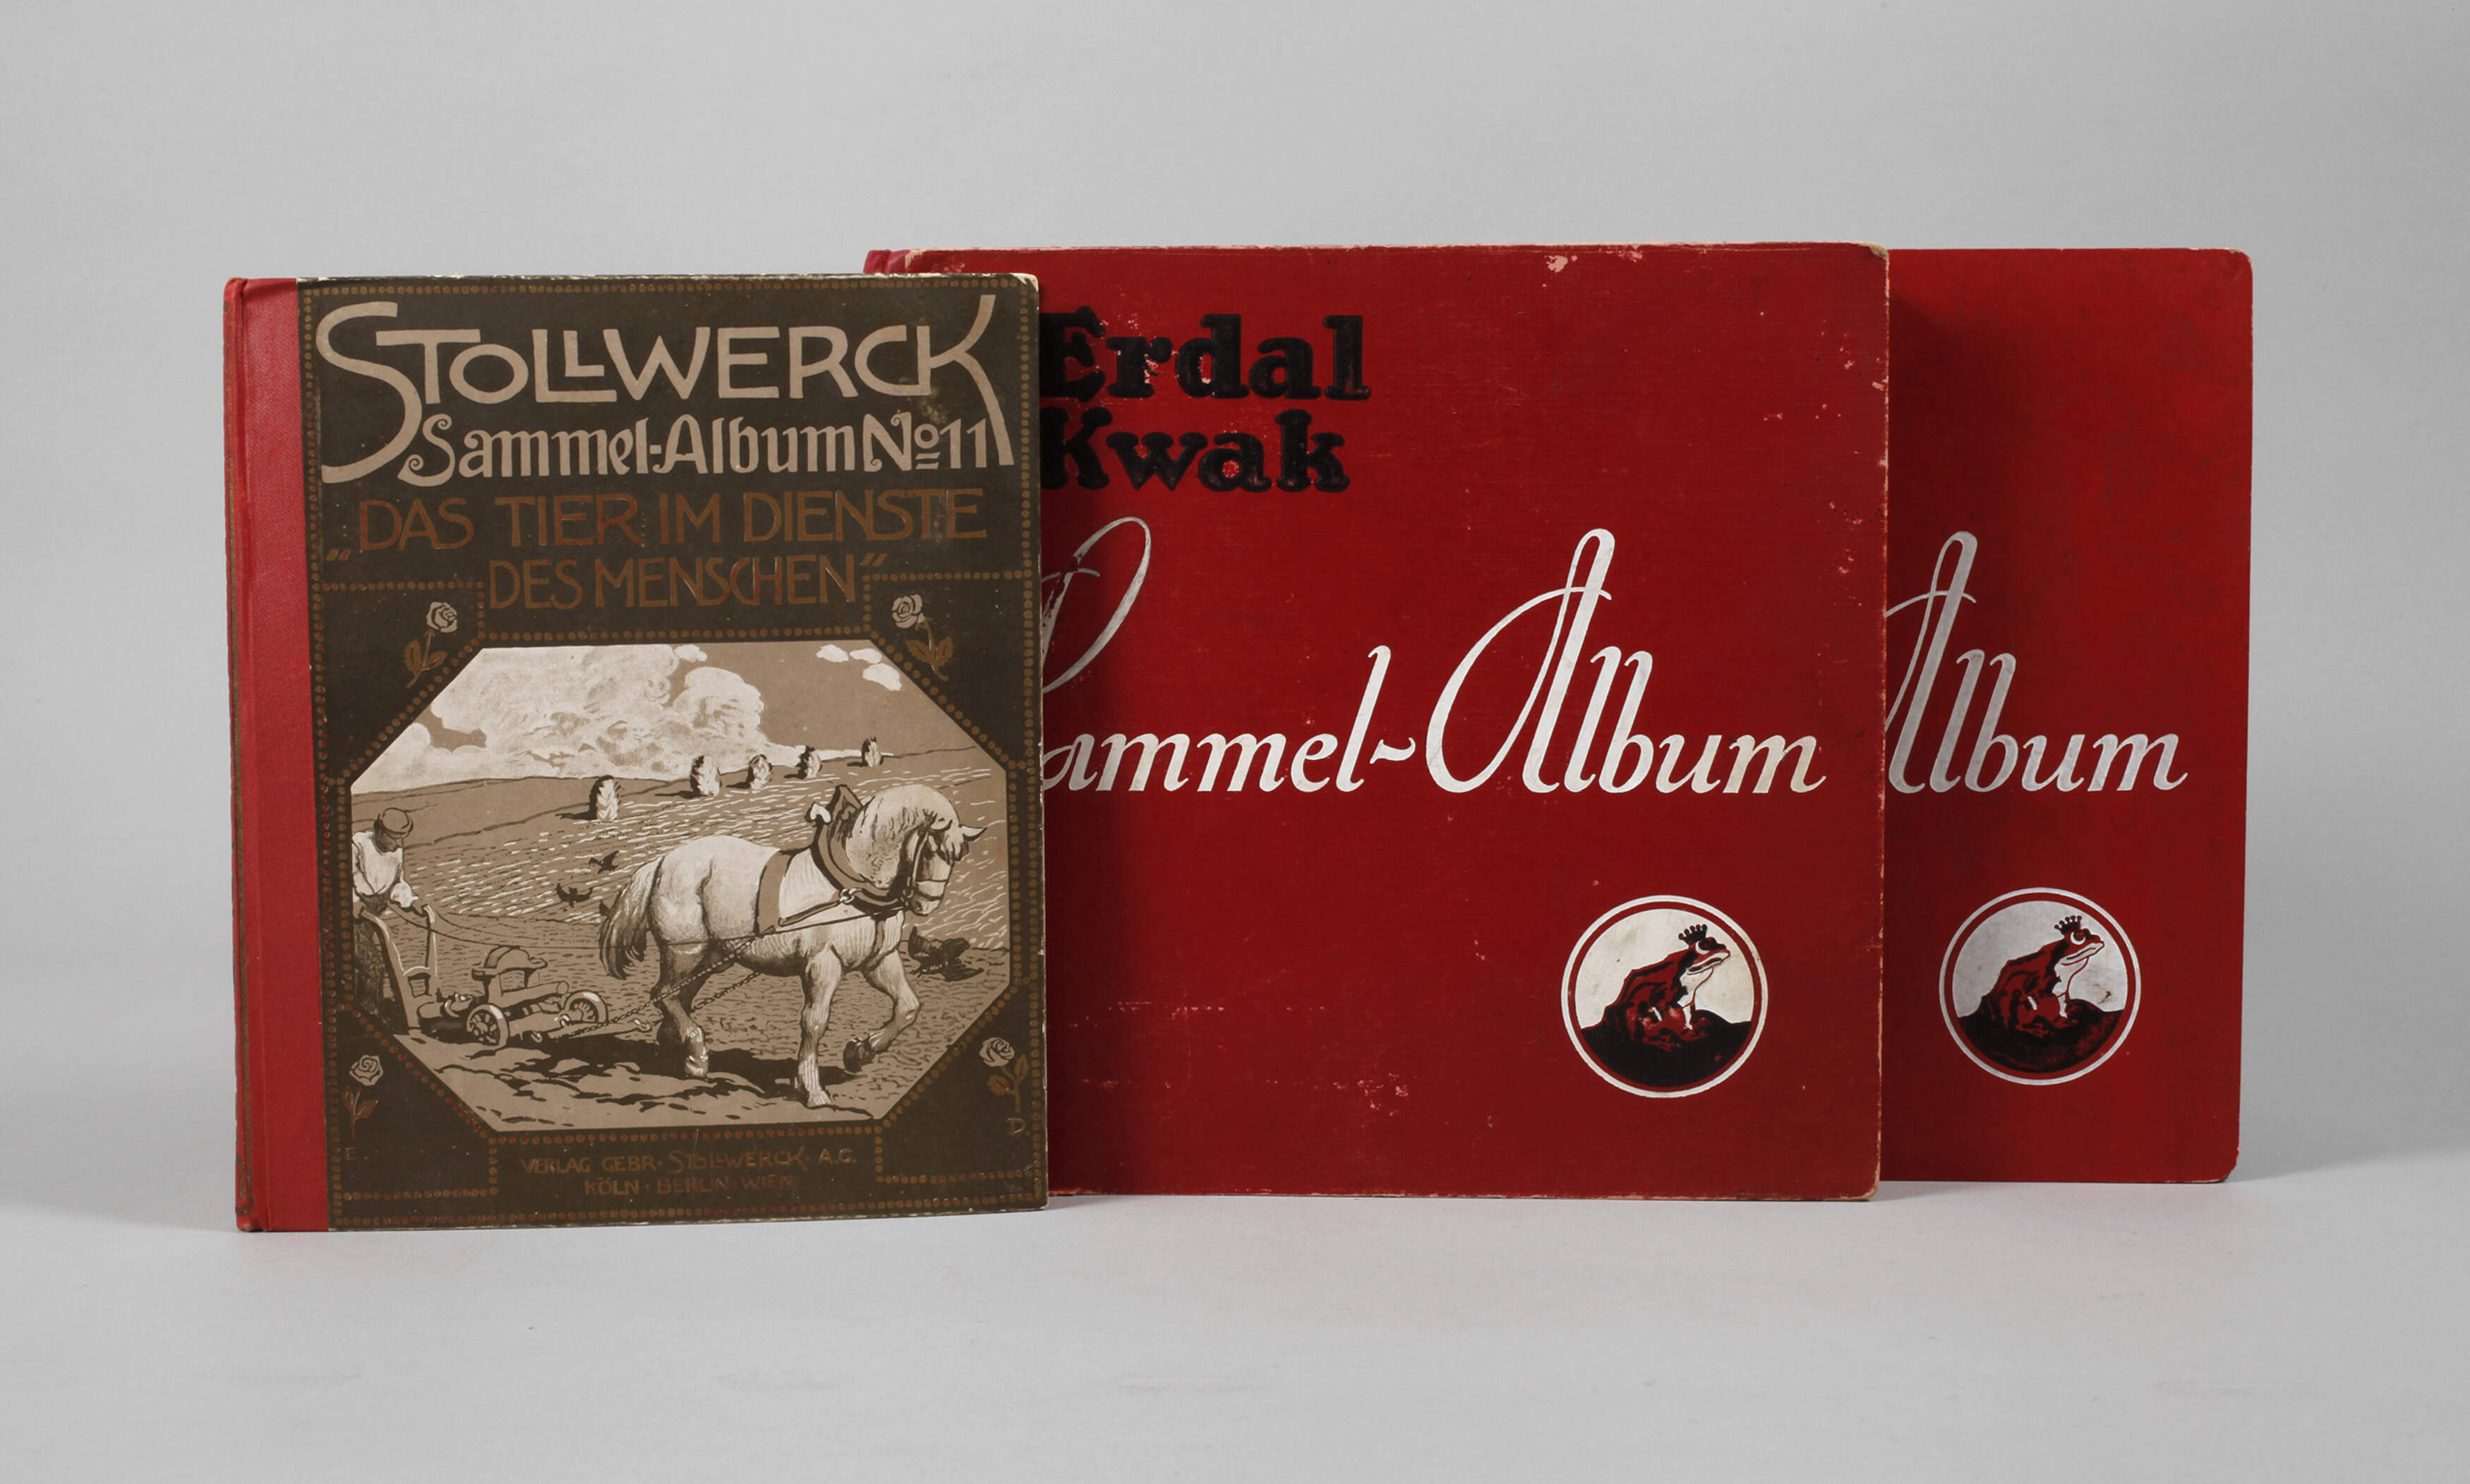 STOLLWERCK
Sammel-Album No 11
„DAS TIER IM DIENSTE
DES MENSCHEN”
E.
D
VERLAG GEBR. STOLLWERCK A.G.
KÖLN · BERLIN · WIEN
Erdal
Kwak
Sammel-Album
Album